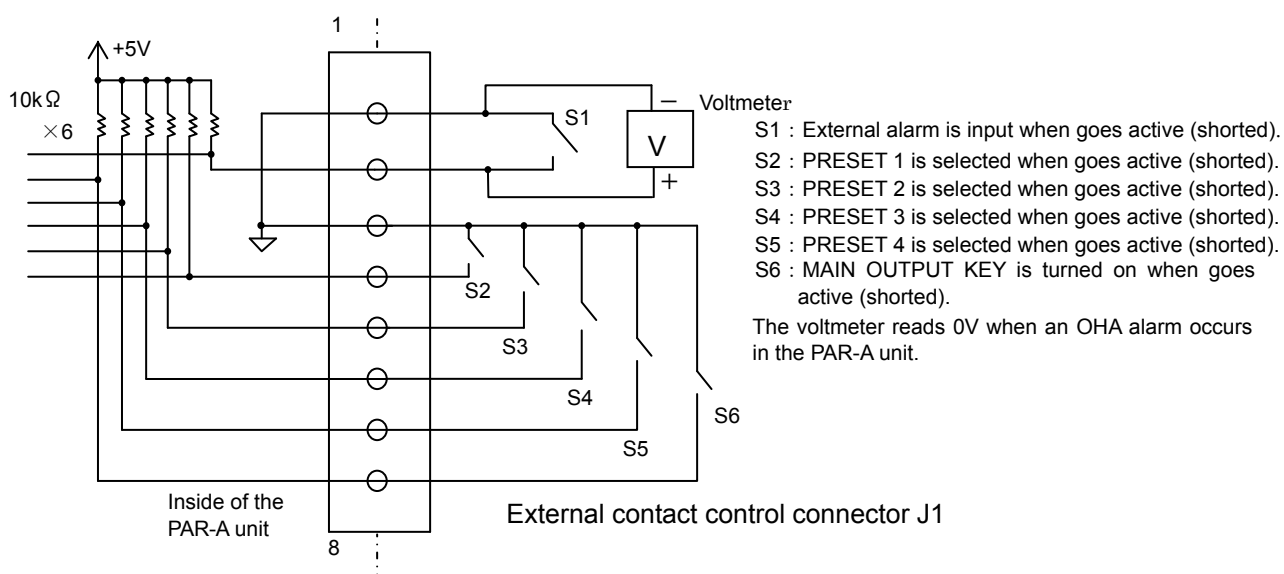 1
+5V
10kΩ
×6
S1
− Voltmeter
V
+
S1 : External alarm is input when goes active (shorted).
S2 : PRESET 1 is selected when goes active (shorted).
S3 : PRESET 2 is selected when goes active (shorted).
S4 : PRESET 3 is selected when goes active (shorted).
S5 : PRESET 4 is selected when goes active (shorted).
S6 : MAIN OUTPUT KEY is turned on when goes
active (shorted).
The voltmeter reads 0V when an OHA alarm occurs
in the PAR-A unit.
S2
S3
S4
S5
S6
Inside of the
PAR-A unit
External contact control connector J1
8